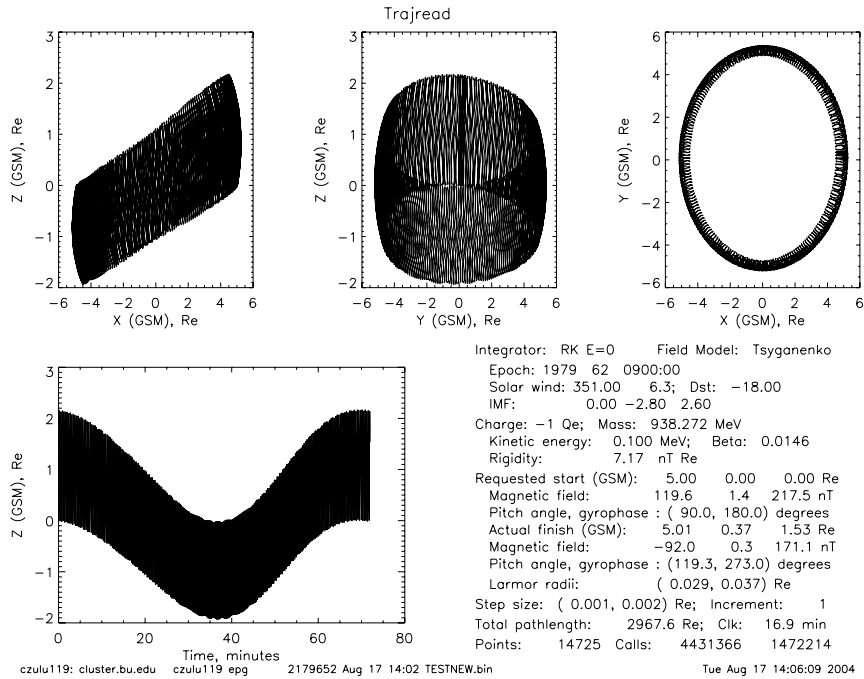 Trajread
Z (GSM), Re
3
2
1
0
−1
−2
−6 −4 −2 0 2 4 6
X (GSM), Re
Z (GSM), Re
3
2
1
0
−1
−2
−6 −4 −2 0 2 4 6
Y (GSM), Re
Y (GSM), Re
6
4
2
0
−2
−4
−6
−6 −4 −2 0 2 4 6
X (GSM), Re
Z (GSM), Re
3
2
1
0
−1
−2
0 20 40 60 80
Time, minutes
Integrator: RK E=0 Field Model: Tsyganenko
Epoch: 1979 62 0900:00
Solar wind: 351.00 6.3; Dst: −18.00
IMF: 0.00 −2.80 2.60
Charge: −1 Qe; Mass: 938.272 MeV
Kinetic energy: 0.100 MeV; Beta: 0.0146
Rigidity: 7.17 nT Re
Requested start (GSM): 5.00 0.00 0.00 Re
Magnetic field: 119.6 1.4 217.5 nT
Pitch angle, gyrophase : ( 90.0, 180.0) degrees
Actual finish (GSM): 5.01 0.37 1.53 Re
Magnetic field: −92.0 0.3 171.1 nT
Pitch angle, gyrophase : (119.3, 273.0) degrees
Larmor radii: ( 0.029, 0.037) Re
Step size: ( 0.001, 0.002) Re; Increment: 1
Total pathlength: 2967.6 Re; Clk: 16.9 min
Points: 14725 Calls: 4431366 1472214
czulu119: cluster.bu.edu czulu119 epg 2179652 Aug 17 14:02 TESTNEW.bin Tue Aug 17 14:06:09 2004